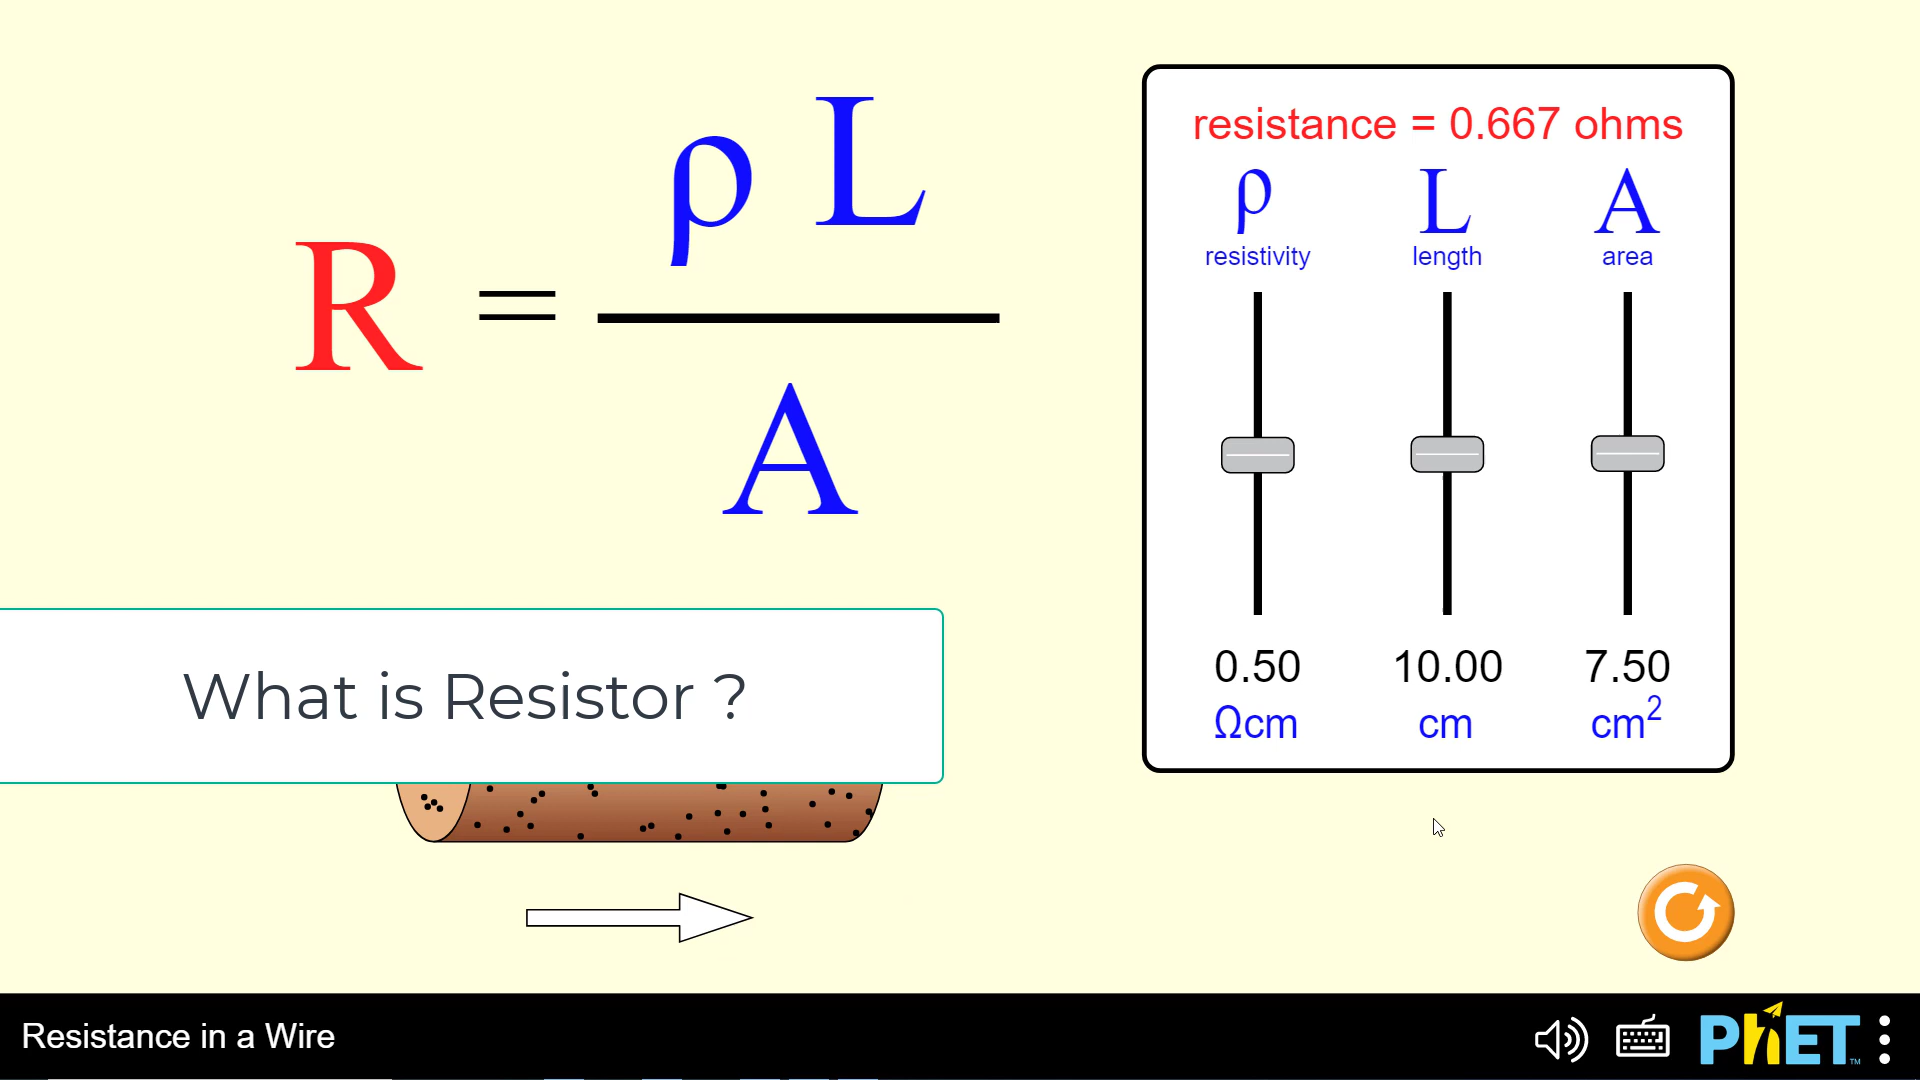 R = ρ L
A
resistance = 0.667 ohms
ρ L A
resistivity length area
0.50 10.00 7.50
Ωcm cm cm²
What is Resistor ?
Resistance in a Wire
PhET™